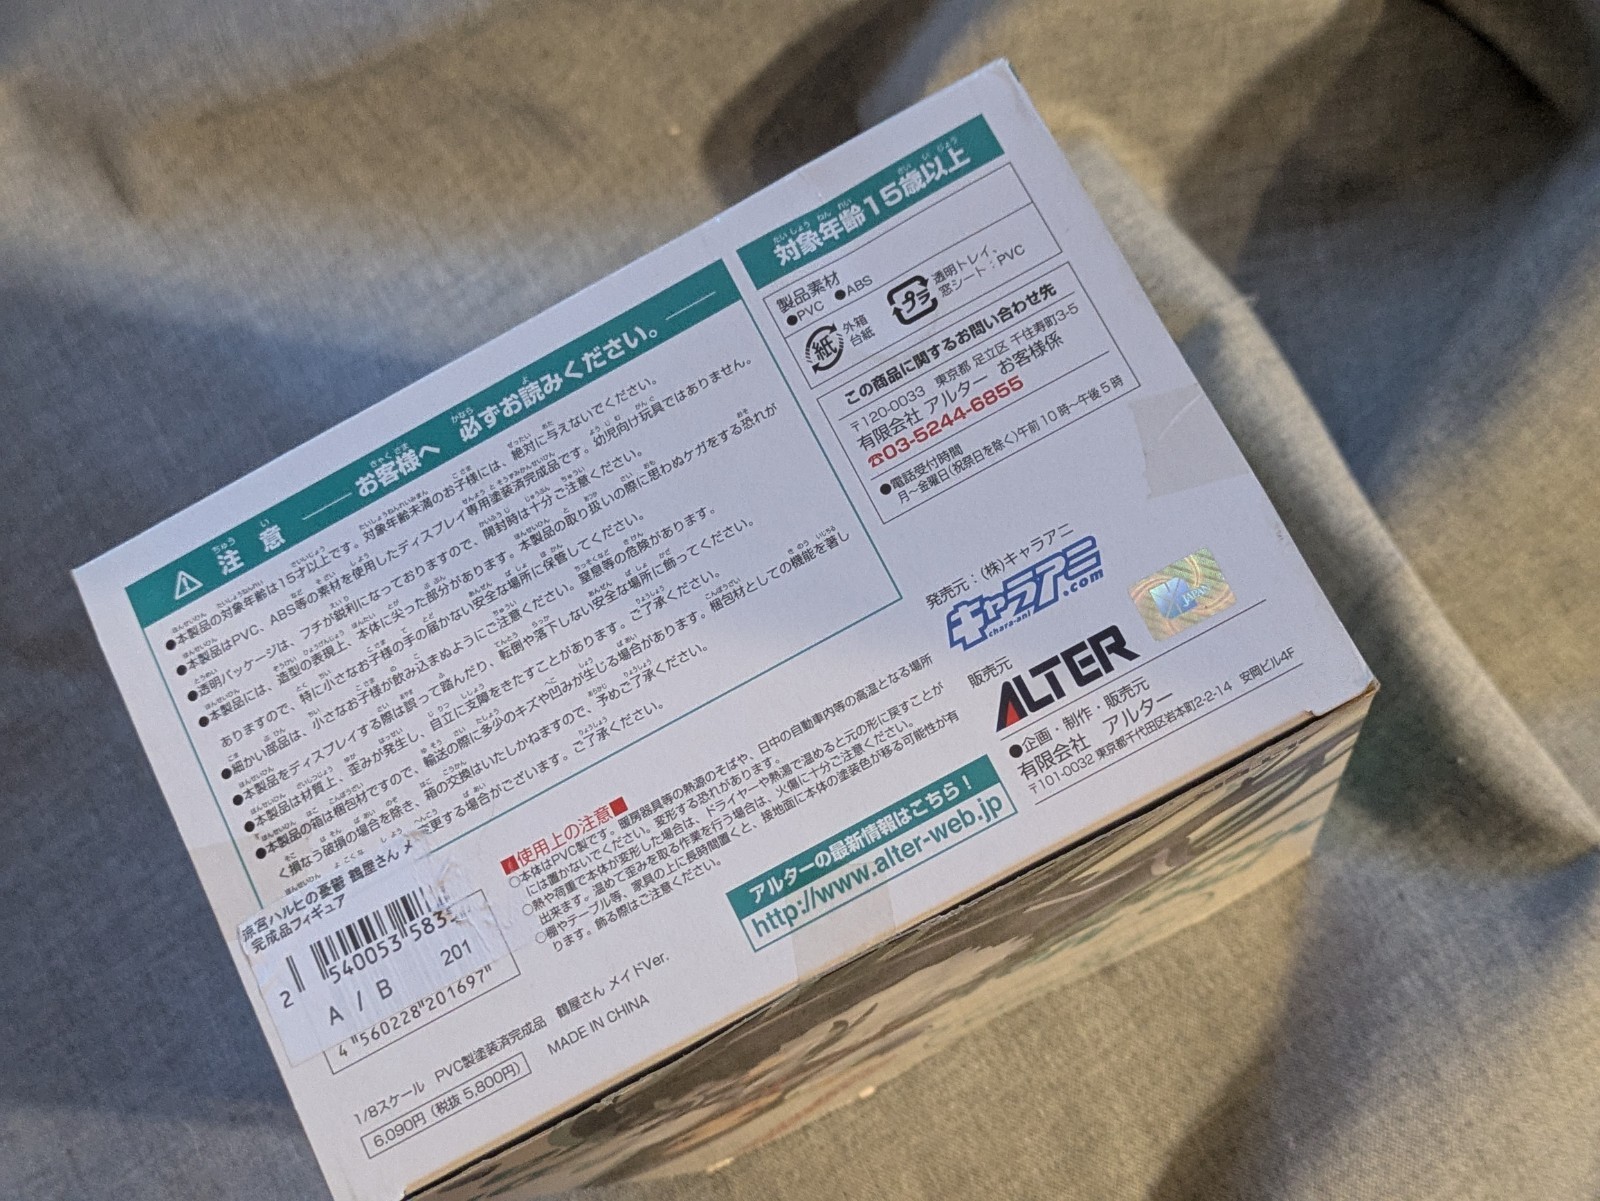 注意 お客様へ 必ずお読みください。
●本製品の対象年齢は15才以上です。対象年齢未満のお子様には、絶対に与えないでください。
●本製品はPVC、ABS等の素材を使用したディスプレイ専用塗装済完成品です。幼児向け玩具ではありません。
●透明パッケージは、フチが鋭利になっておりますので、開封時は十分ご注意ください。
●本製品には、造型の表現上、本体に尖った部分があります。本製品の取り扱いの際に思わぬケガをする恐れが
ありますので、特に小さなお子様の手の届かない安全な場所に保管してください。
●細かい部品は、小さなお子様が飲み込まぬようにご注意ください。窒息等の危険があります。
●本製品をディスプレイする際は誤って踏んだり、転倒や落下しない安全な場所に飾ってください。
●本製品は材質上、歪みが発生し、自立に支障をきたすことがあります。ご了承ください。
●本製品の箱は梱包材ですので、輸送の際に多少のキズや凹みが生じる場合があります。梱包材としての機能を著し
く損なう破損の場合を除き、箱の交換はいたしかねますので、予めご了承ください。
変更する場合がございます。ご了承ください。
対象年齢15歳以上
製品素材
●PVC ●ABS
紙
外箱
台紙
プラ
透明トレイ、
窓シート:PVC
この商品に関するお問い合わせ先
〒120-0033 東京都 足立区 千住寿町3-5
有限会社 アルター お客様係
☎03-5244-6855
●電話受付時間
月〜金曜日(祝祭日を除く)午前10時〜午後5時
発売元:(株)キャラアニ
キャラアニ.com
chara-ani
販売元
ALTER
JAPAN
●企画・制作・販売元
有限会社 アルター
〒101-0032 東京都千代田区岩本町2-2-14 安岡ビル4F
■使用上の注意■
○本体はPVC製です。暖房器具等の熱源のそばや、日中の自動車内等の高温となる場所
には置かないでください。変形する恐れがあります。
○熱や荷重で本体が変形した場合は、ドライヤーや熱湯で温めると元の形に戻すことが
出来ます。温めて歪みを取る作業を行う場合は、火傷に十分ご注意ください。
○棚やテーブル等、家具の上に長時間置くと、接地面に本体の塗装色が移る可能性が有
ります。飾る際はご注意ください。
アルターの最新情報はこちら!
http://www.alter-web.jp
涼宮ハルヒの憂鬱 鶴屋さん メ
完成品フィギュア
2 540053 583
201
A / B
4 560228 201697
1/8スケール PVC製塗装済完成品 鶴屋さん メイドVer.
6,090円(税抜 5,800円) MADE IN CHINA